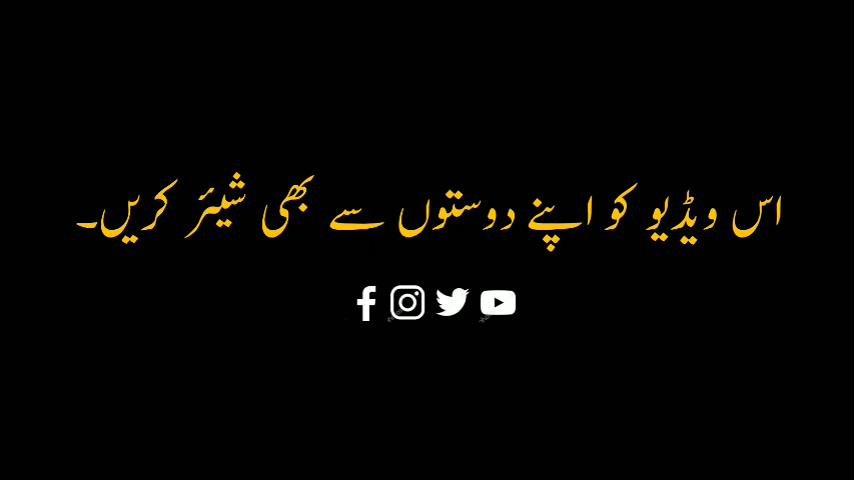 اس ویڈیو کو اپنے دوستوں سے بھی شیئر کریں۔